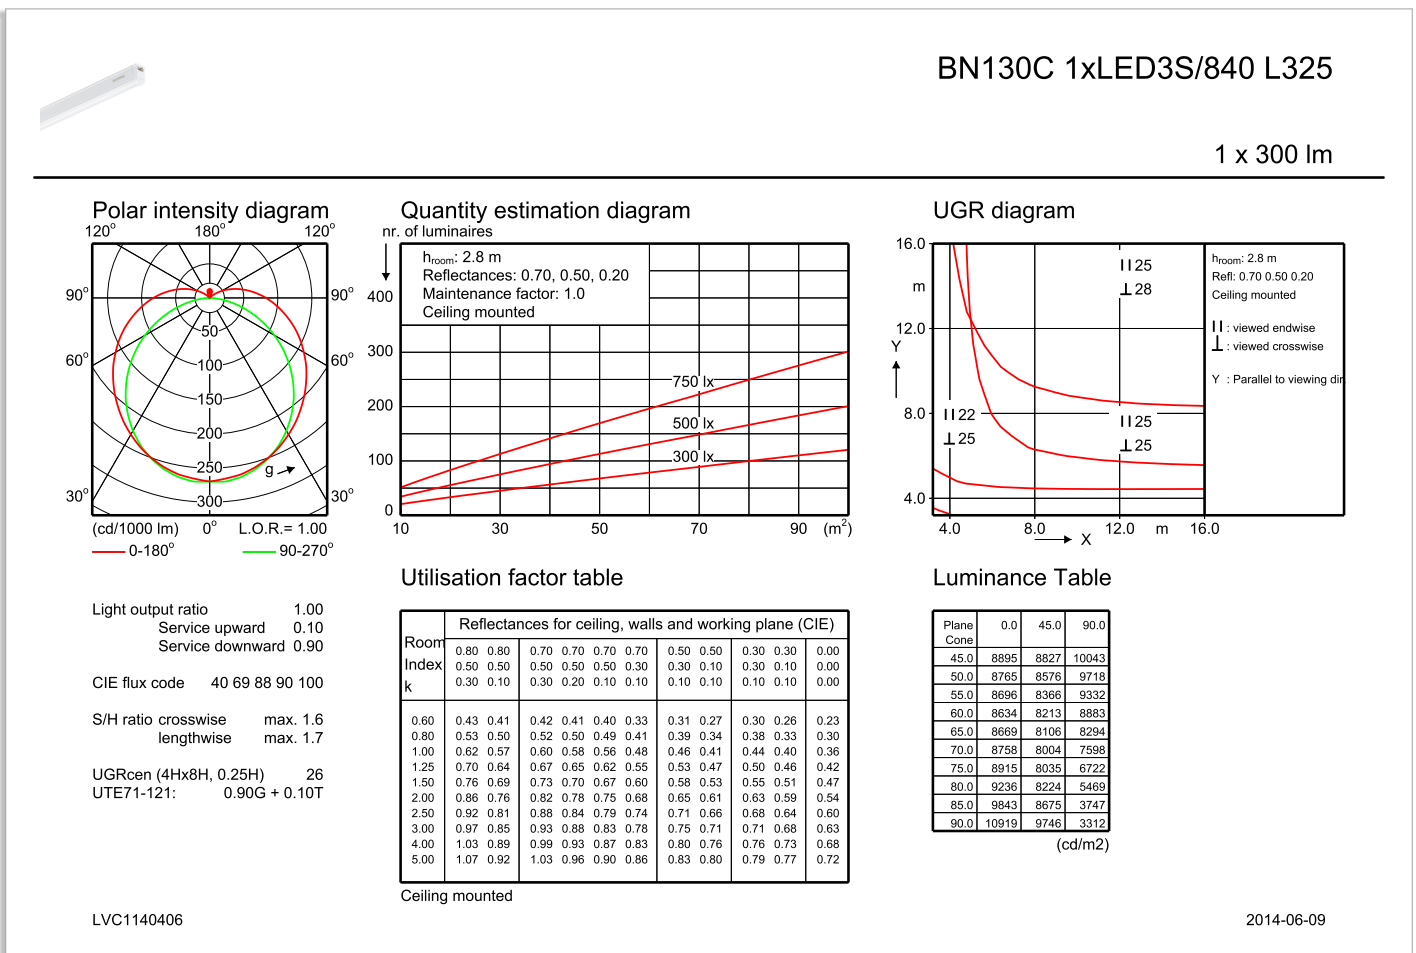 BN130C 1xLED3S/840 L325
1 x 300 lm
Polar intensity diagram
120° 180° 120°
90° 90°
50
60° 60°
100
150
200
250
g
30° 30°
300
(cd/1000 lm) 0° L.O.R.= 1.00
0-180° 90-270°
Quantity estimation diagram
nr. of luminaires
hroom: 2.8 m
Reflectances: 0.70, 0.50, 0.20
Maintenance factor: 1.0
Ceiling mounted
400
300
200
100
0
750 lx
500 lx
300 lx
10 30 50 70 90 (m²)
UGR diagram
16.0
m
12.0
Y
8.0
4.0
II 25
⊥ 28
II 22
⊥ 25
II 25
⊥ 25
4.0 8.0 12.0 m 16.0
X
hroom: 2.8 m
Refl: 0.70 0.50 0.20
Ceiling mounted
II : viewed endwise
⊥ : viewed crosswise
Y : Parallel to viewing dir.
Light output ratio 1.00
Service upward 0.10
Service downward 0.90
CIE flux code 40 69 88 90 100
S/H ratio crosswise max. 1.6
lengthwise max. 1.7
UGRcen (4Hx8H, 0.25H) 26
UTE71-121: 0.90G + 0.10T
Utilisation factor table
Reflectances for ceiling, walls and working plane (CIE)
Room
Index
k
0.80 0.80 0.70 0.70 0.70 0.70 0.50 0.50 0.30 0.30 0.00
0.50 0.50 0.50 0.50 0.50 0.30 0.30 0.10 0.30 0.10 0.00
0.30 0.10 0.30 0.20 0.10 0.10 0.10 0.10 0.10 0.10 0.00
0.60 0.43 0.41 0.42 0.41 0.40 0.33 0.31 0.27 0.30 0.26 0.23
0.80 0.53 0.50 0.52 0.50 0.49 0.41 0.39 0.34 0.38 0.33 0.30
1.00 0.62 0.57 0.60 0.58 0.56 0.48 0.46 0.41 0.44 0.40 0.36
1.25 0.70 0.64 0.67 0.65 0.62 0.55 0.53 0.47 0.50 0.46 0.42
1.50 0.76 0.69 0.73 0.70 0.67 0.60 0.58 0.53 0.55 0.51 0.47
2.00 0.86 0.76 0.82 0.78 0.75 0.68 0.65 0.61 0.63 0.59 0.54
2.50 0.92 0.81 0.88 0.84 0.79 0.74 0.71 0.66 0.68 0.64 0.60
3.00 0.97 0.85 0.93 0.88 0.83 0.78 0.75 0.71 0.71 0.68 0.63
4.00 1.03 0.89 0.99 0.93 0.87 0.83 0.80 0.76 0.76 0.73 0.68
5.00 1.07 0.92 1.03 0.96 0.90 0.86 0.83 0.80 0.79 0.77 0.72
Ceiling mounted
Luminance Table
Plane 0.0 45.0 90.0
Cone
45.0 8895 8827 10043
50.0 8765 8576 9718
55.0 8696 8366 9332
60.0 8634 8213 8883
65.0 8669 8106 8294
70.0 8758 8004 7598
75.0 8915 8035 6722
80.0 9236 8224 5469
85.0 9843 8675 3747
90.0 10919 9746 3312
(cd/m2)
LVC1140406
2014-06-09